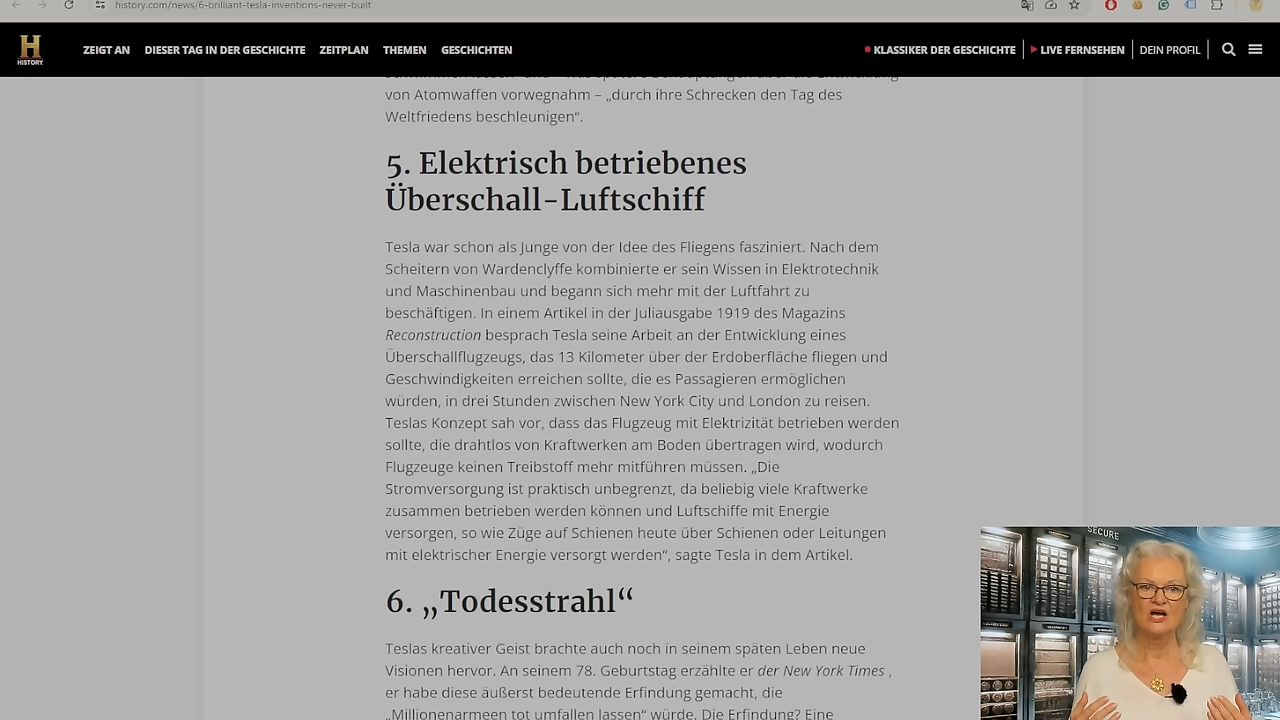 history.com/news/6-brilliant-tesla-inventions-never-built
H
HISTORY.
ZEIGT AN
DIESER TAG IN DER GESCHICHTE
ZEITPLAN
THEMEN
GESCHICHTEN
KLASSIKER DER GESCHICHTE
LIVE FERNSEHEN
DEIN PROFIL
von Atomwaffen vorwegnahm – „durch ihre Schrecken den Tag des
Weltfriedens beschleunigen“.
5. Elektrisch betriebenes
Überschall-Luftschiff
Tesla war schon als Junge von der Idee des Fliegens fasziniert. Nach dem
Scheitern von Wardenclyffe kombinierte er sein Wissen in Elektrotechnik
und Maschinenbau und begann sich mehr mit der Luftfahrt zu
beschäftigen. In einem Artikel in der Juliausgabe 1919 des Magazins
Reconstruction besprach Tesla seine Arbeit an der Entwicklung eines
Überschallflugzeugs, das 13 Kilometer über der Erdoberfläche fliegen und
Geschwindigkeiten erreichen sollte, die es Passagieren ermöglichen
würden, in drei Stunden zwischen New York City und London zu reisen.
Teslas Konzept sah vor, dass das Flugzeug mit Elektrizität betrieben werden
sollte, die drahtlos von Kraftwerken am Boden übertragen wird, wodurch
Flugzeuge keinen Treibstoff mehr mitführen müssen. „Die
Stromversorgung ist praktisch unbegrenzt, da beliebig viele Kraftwerke
zusammen betrieben werden können und Luftschiffe mit Energie
versorgen, so wie Züge auf Schienen heute über Schienen oder Leitungen
mit elektrischer Energie versorgt werden“, sagte Tesla in dem Artikel.
6. „Todesstrahl“
Teslas kreativer Geist brachte auch noch in seinem späten Leben neue
Visionen hervor. An seinem 78. Geburtstag erzählte er der New York Times ,
er habe diese äußerst bedeutende Erfindung gemacht, die
„Millionenarmeen tot umfallen lassen“ würde. Die Erfindung? Eine
SECURE